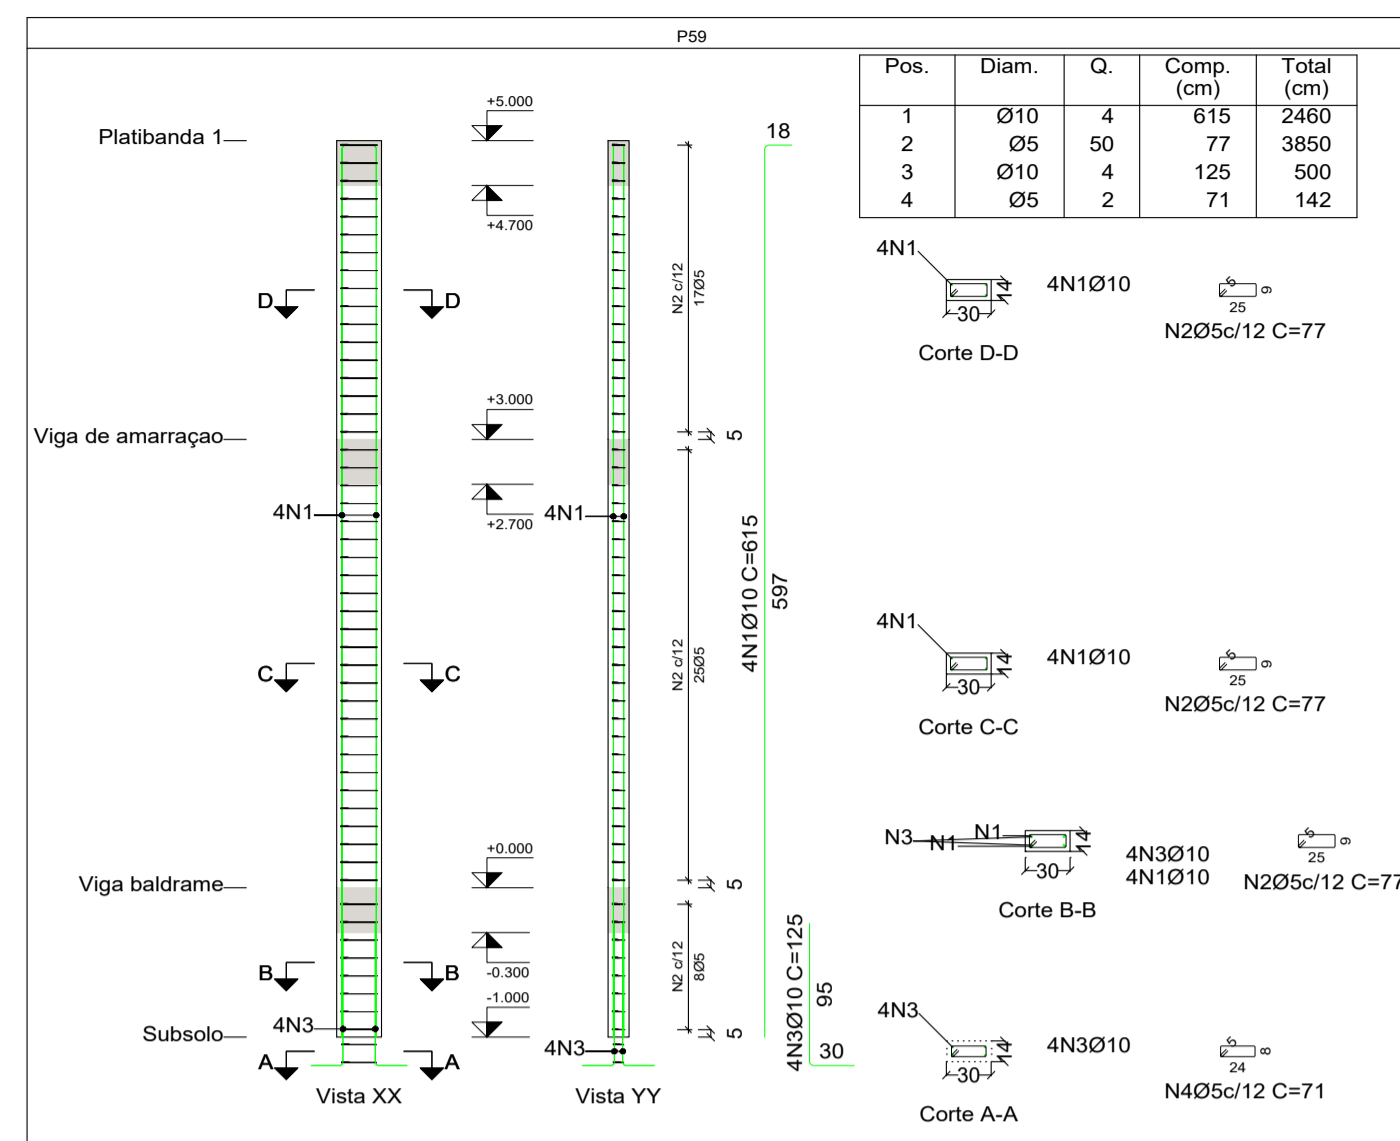 P59
Pos. Diam. Q. Comp. (cm) Total (cm)
1 Ø10 4 615 2460
2 Ø5 50 77 3850
3 Ø10 4 125 500
4 Ø5 2 71 142
Platibanda 1
+5.000
+4.700
18
N2 c/12
17Ø5
D D
Viga de amarraçao
+3.000
5
+2.700
4N1
4N1
4N1Ø10 C=615
597
N2 c/12
25Ø5
C C
Viga baldrame
+0.000
5
-0.300
N2 c/12
8Ø5
B B
-1.000
Subsolo
4N3
5
4N3
A A
Vista XX
Vista YY
4N3Ø10 C=125
95
30
4N1
30
14
4N1Ø10
5
25
9
N2Ø5c/12 C=77
Corte D-D
4N1
30
14
4N1Ø10
5
25
9
N2Ø5c/12 C=77
Corte C-C
N3
N1
N1
30
14
4N3Ø10
4N1Ø10
5
25
9
N2Ø5c/12 C=77
Corte B-B
4N3
30
14
4N3Ø10
5
24
8
N4Ø5c/12 C=71
Corte A-A